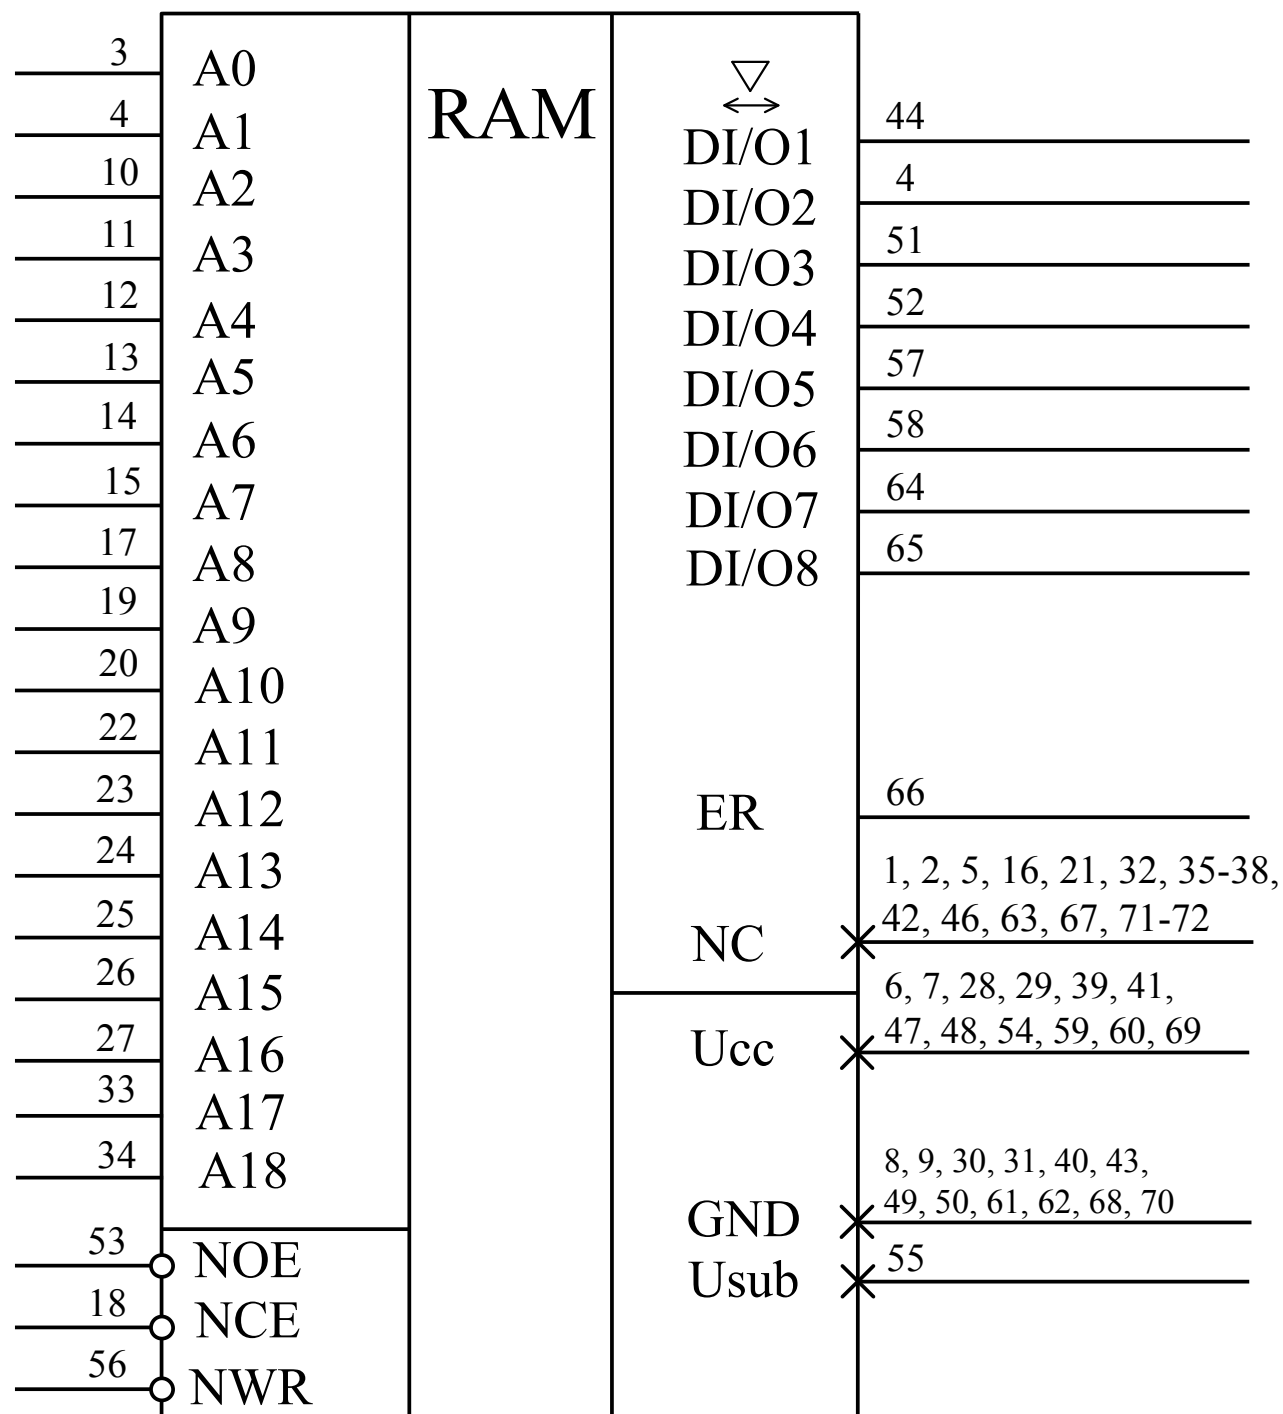 3 A0
4 A1
10 A2
11 A3
12 A4
13 A5
14 A6
15 A7
17 A8
19 A9
20 A10
22 A11
23 A12
24 A13
25 A14
26 A15
27 A16
33 A17
34 A18
53 NOE
18 NCE
56 NWR
RAM
DI/O1 44
DI/O2 4
DI/O3 51
DI/O4 52
DI/O5 57
DI/O6 58
DI/O7 64
DI/O8 65
ER 66
1, 2, 5, 16, 21, 32, 35-38,
NC 42, 46, 63, 67, 71-72
6, 7, 28, 29, 39, 41,
Ucc 47, 48, 54, 59, 60, 69
8, 9, 30, 31, 40, 43,
GND 49, 50, 61, 62, 68, 70
Usub 55